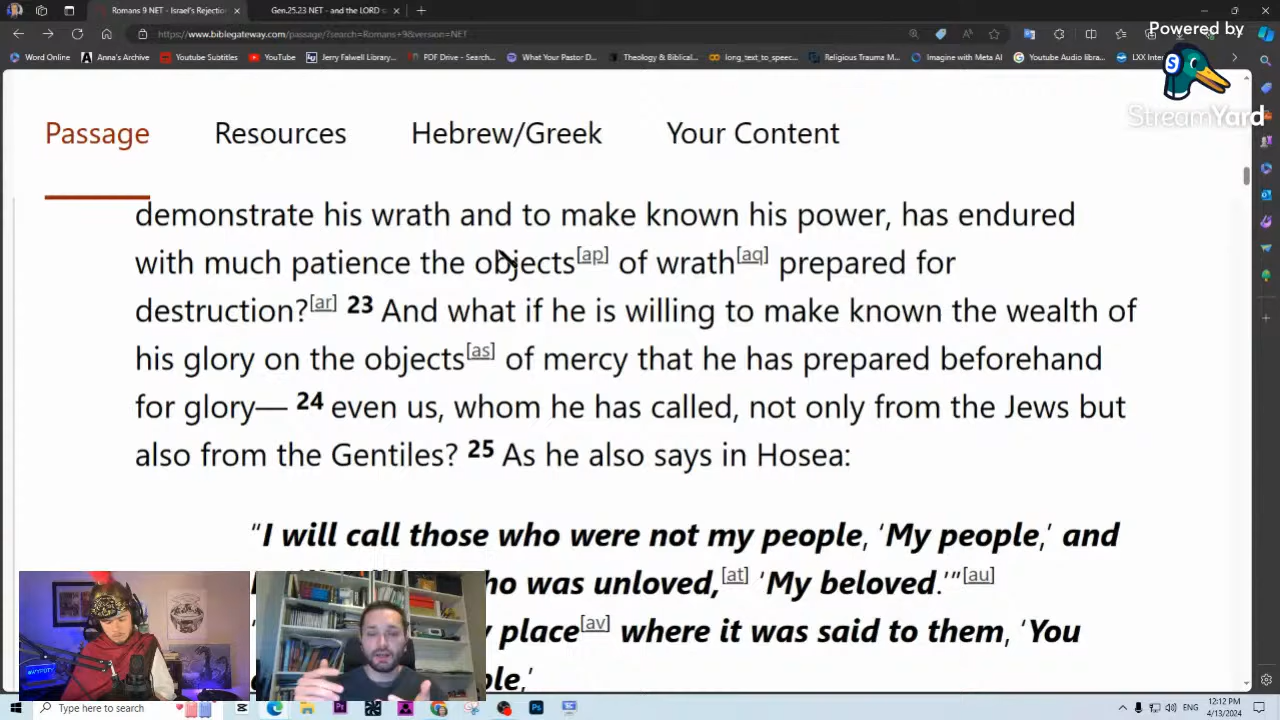 Romans 9 NET - Israel's Rejection
Gen.25.23 NET - and the LORD s
https://www.biblegateway.com/passage/?search=Romans+9&version=NET
Word Online
Anna's Archive
Youtube Subtitles
YouTube
Jerry Falwell Library...
PDF Drive - Search...
What Your Pastor D...
Theology & Biblical...
long_text_to_speec...
Religious Trauma M...
Imagine with Meta AI
Youtube Audio libra...
LXX Inte
Powered by
StreamYard
Passage
Resources
Hebrew/Greek
Your Content
demonstrate his wrath and to make known his power, has endured
with much patience the objects[ap] of wrath[aq] prepared for
destruction?[ar] 23 And what if he is willing to make known the wealth of
his glory on the objects[as] of mercy that he has prepared beforehand
for glory— 24 even us, whom he has called, not only from the Jews but
also from the Gentiles? 25 As he also says in Hosea:
“I will call those who were not my people, ‘My people,’ and
ho was unloved,[at] ‘My beloved.’”[au]
y place[av] where it was said to them, ‘You
ple,’
Type here to search
ENG
12:12 PM
4/13/2024